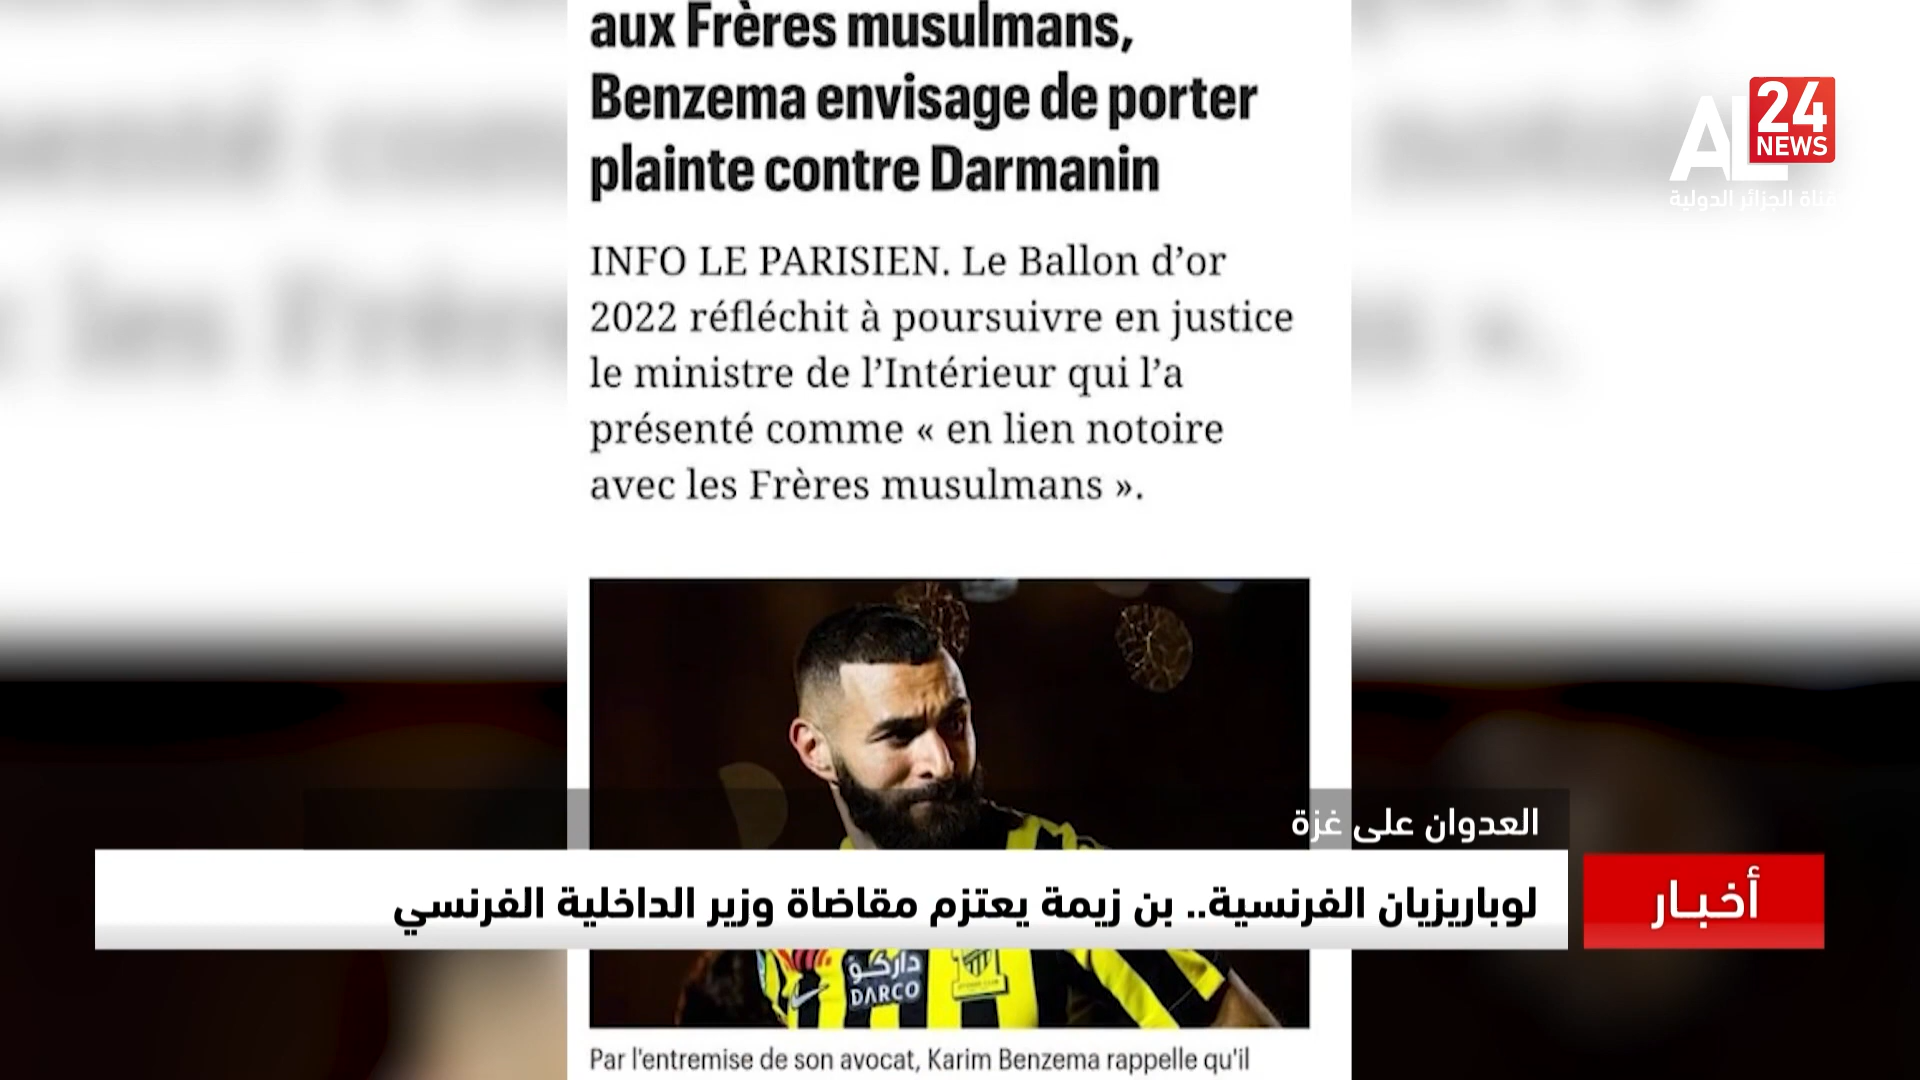 aux Frères musulmans,
Benzema envisage de porter
plainte contre Darmanin
INFO LE PARISIEN. Le Ballon d’or
2022 réfléchit à poursuivre en justice
le ministre de l’Intérieur qui l’a
présenté comme « en lien notoire
avec les Frères musulmans ».
AL 24 NEWS
قناة الجزائر الدولية
العدوان على غزة
لوباريزيان الفرنسية.. بن زيمة يعتزم مقاضاة وزير الداخلية الفرنسي
أخبار
داركو
DARCO
Par l'entremise de son avocat, Karim Benzema rappelle qu'il